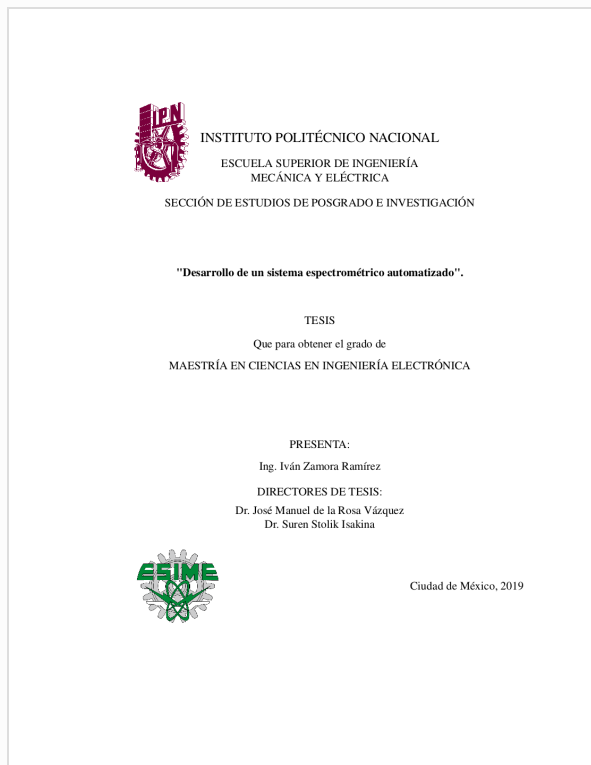 IPN
INSTITUTO POLITÉCNICO NACIONAL
ESCUELA SUPERIOR DE INGENIERÍA
MECÁNICA Y ELÉCTRICA
SECCIÓN DE ESTUDIOS DE POSGRADO E INVESTIGACIÓN
"Desarrollo de un sistema espectrométrico automatizado".
TESIS
Que para obtener el grado de
MAESTRÍA EN CIENCIAS EN INGENIERÍA ELECTRÓNICA
PRESENTA:
Ing. Iván Zamora Ramírez
DIRECTORES DE TESIS:
Dr. José Manuel de la Rosa Vázquez
Dr. Suren Stolik Isakina
ESIME
Ciudad de México, 2019